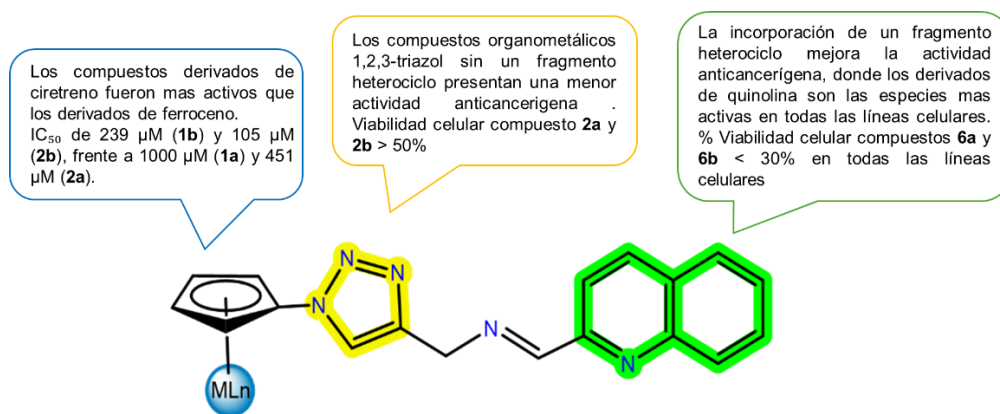 Los compuestos derivados de
ciretreno fueron mas activos que
los derivados de ferroceno.
IC₅₀ de 239 µM (1b) y 105 µM
(2b), frente a 1000 µM (1a) y 451
µM (2a).
Los compuestos organometálicos
1,2,3-triazol sin un fragmento
heterociclo presentan una menor
actividad anticancerigena .
Viabilidad celular compuesto 2a y
2b > 50%
La incorporación de un fragmento
heterociclo mejora la actividad
anticancerígena, donde los derivados
de quinolina son las especies mas
activas en todas las líneas celulares.
% Viabilidad celular compuestos 6a y
6b < 30% en todas las líneas
celulares
N
N
N
N
N
MLn